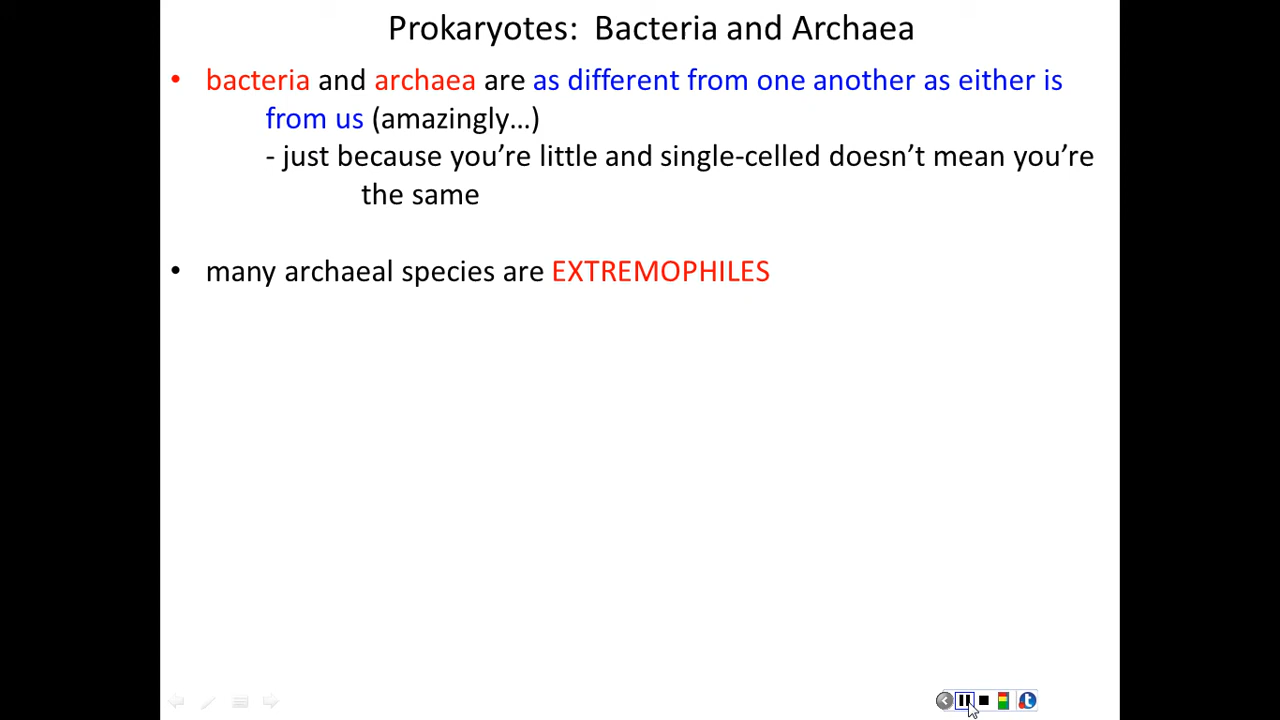 Prokaryotes:  Bacteria and Archaea
• bacteria and archaea are as different from one another as either is
from us (amazingly…)
- just because you’re little and single-celled doesn’t mean you’re
the same
• many archaeal species are EXTREMOPHILES